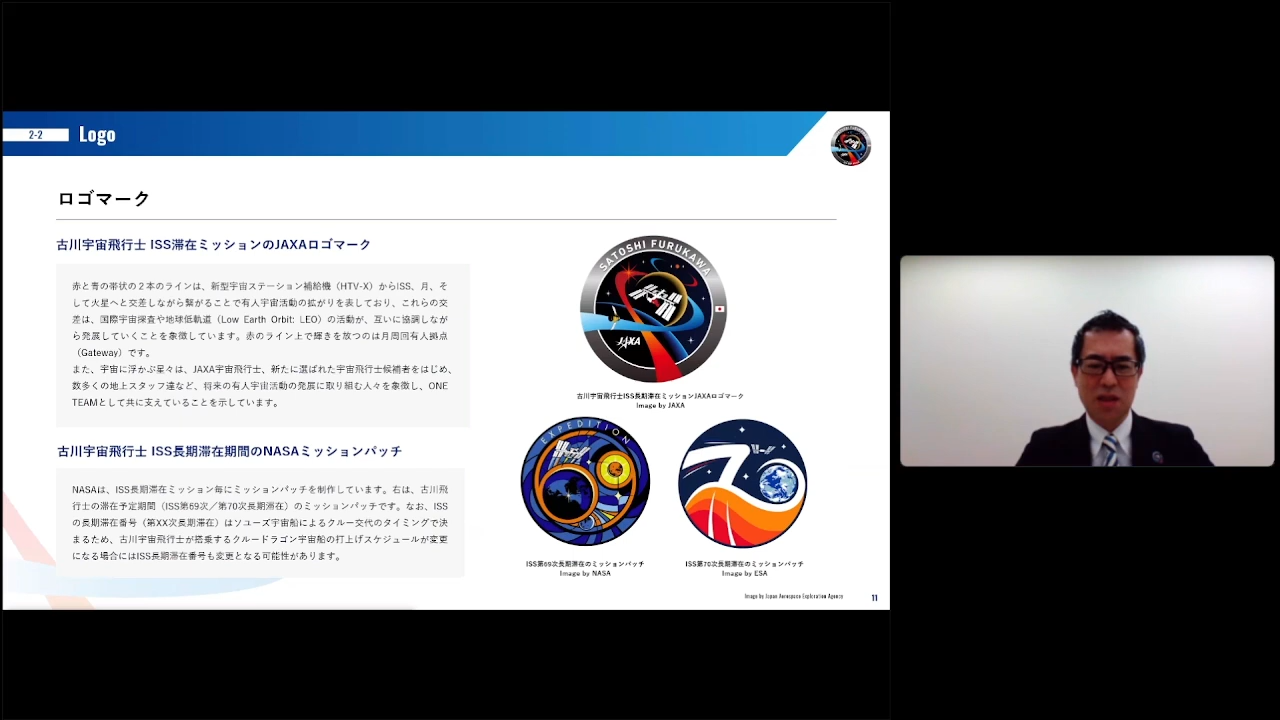 2-2
Logo
ロゴマーク
古川宇宙飛行士 ISS滞在ミッションのJAXAロゴマーク
赤と青の帯状の２本のラインは、新型宇宙ステーション補給機（HTV-X）からISS、月、そ
して火星へと交差しながら繋がることで有人宇宙活動の拡がりを表しており、これらの交
差は、国際宇宙探査や地球低軌道（Low Earth Orbit: LEO）の活動が、互いに協調しなが
ら発展していくことを象徴しています。赤のライン上で輝きを放つのは月周回有人拠点
（Gateway）です。
また、宇宙に浮かぶ星々は、JAXA宇宙飛行士、新たに選ばれた宇宙飛行士候補者をはじめ、
数多くの地上スタッフ達など、将来の有人宇宙活動の発展に取り組む人々を象徴し、ONE
TEAMとして共に支えていることを示しています。
古川宇宙飛行士 ISS長期滞在期間のNASAミッションパッチ
NASAは、ISS長期滞在ミッション毎にミッションパッチを制作しています。右は、古川飛
行士の滞在予定期間（ISS第69次／第70次長期滞在）のミッションパッチです。なお、ISS
の長期滞在番号（第XX次長期滞在）はソユーズ宇宙船によるクルー交代のタイミングで決
まるため、古川宇宙飛行士が搭乗するクルードラゴン宇宙船の打上げスケジュールが変更
になる場合にはISS長期滞在番号も変更となる可能性があります。
SATOSHI FURUKAWA
JAXA
古川宇宙飛行士ISS長期滞在ミッションJAXAロゴマーク
Image by JAXA
EXPEDITION
70
ISS第69次長期滞在のミッションパッチ
Image by NASA
ISS第70次長期滞在のミッションパッチ
Image by ESA
Image by Japan Aerospace Exploration Agency
11